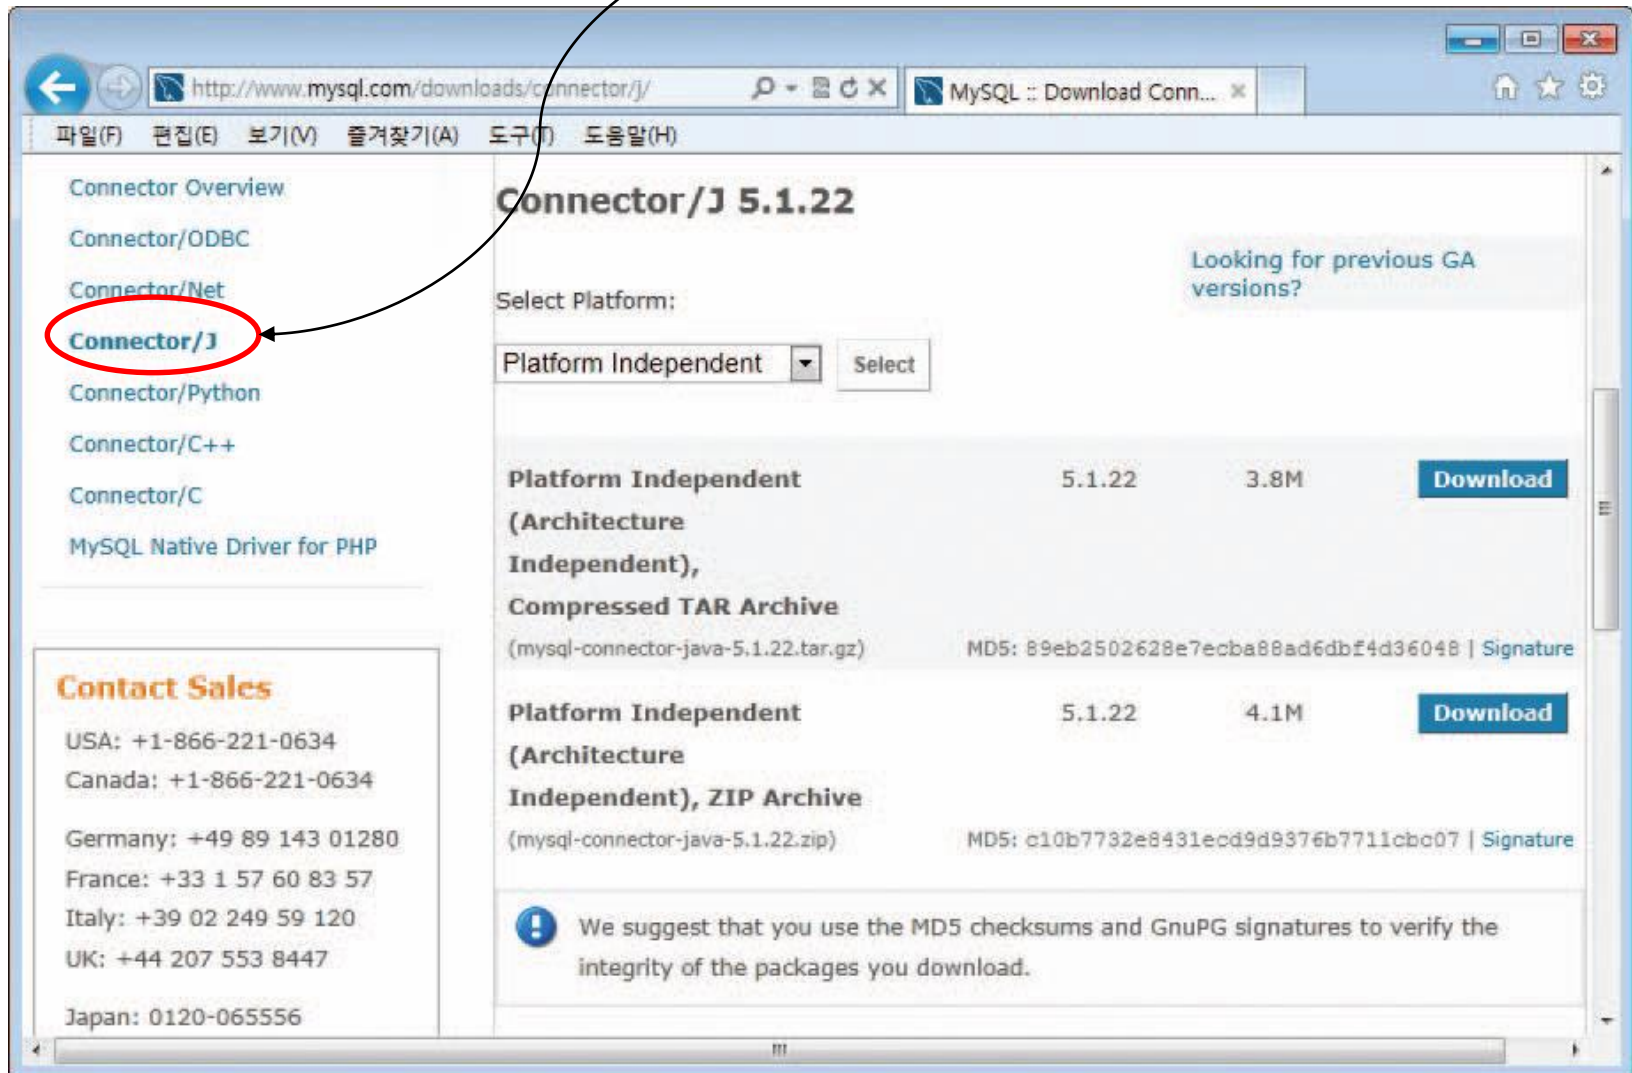 http://www.mysql.com/downloads/connector/j/
MySQL :: Download Conn...
파일(F) 편집(E) 보기(V) 즐겨찾기(A) 도구(T) 도움말(H)
Connector Overview
Connector/ODBC
Connector/Net
Connector/J
Connector/Python
Connector/C++
Connector/C
MySQL Native Driver for PHP
Contact Sales
USA: +1-866-221-0634
Canada: +1-866-221-0634
Germany: +49 89 143 01280
France: +33 1 57 60 83 57
Italy: +39 02 249 59 120
UK: +44 207 553 8447
Japan: 0120-065556
Connector/J 5.1.22
Looking for previous GA
versions?
Select Platform:
Platform Independent Select
Platform Independent 5.1.22 3.8M Download
(Architecture
Independent),
Compressed TAR Archive
(mysql-connector-java-5.1.22.tar.gz) MD5: 89eb2502628e7ecba88ad6dbf4d36048 | Signature
Platform Independent 5.1.22 4.1M Download
(Architecture
Independent), ZIP Archive
(mysql-connector-java-5.1.22.zip) MD5: c10b7732e8431ecd9d9376b7711cbc07 | Signature
We suggest that you use the MD5 checksums and GnuPG signatures to verify the
integrity of the packages you download.